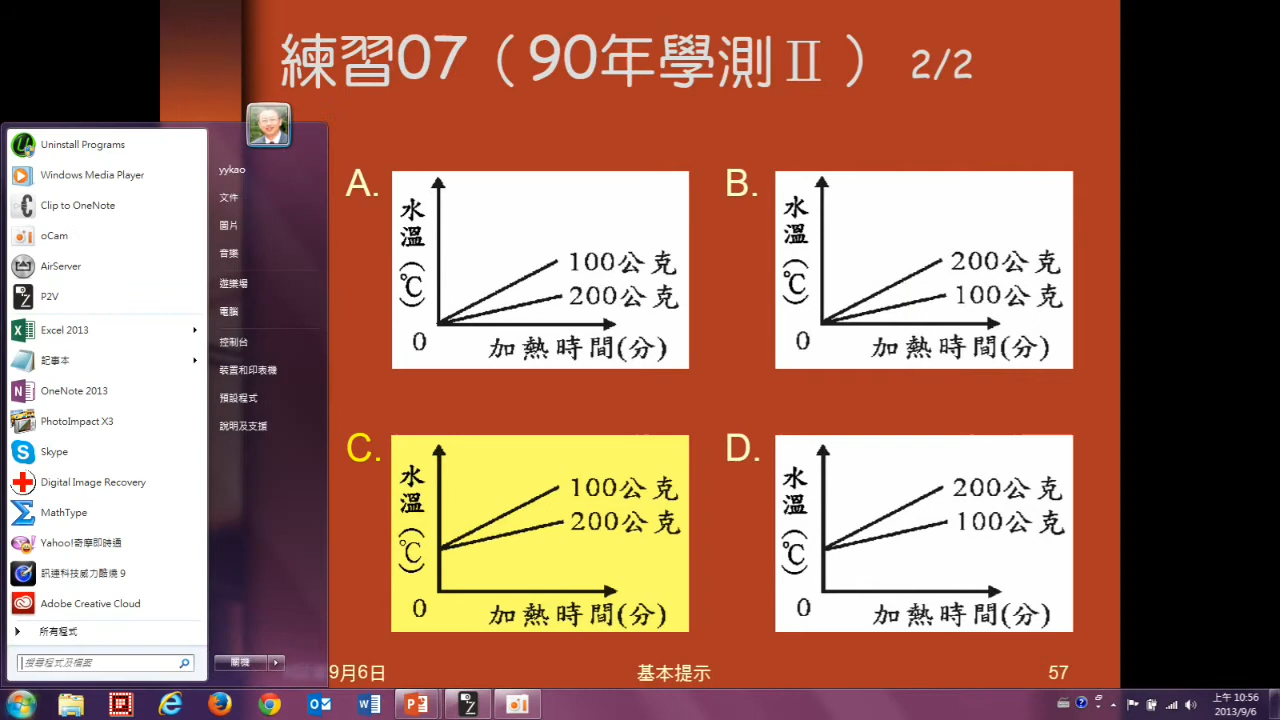 練習07（90年學測Ⅱ） 2/2
Uninstall Programs
Windows Media Player
Clip to OneNote
oCam
AirServer
P2V
Excel 2013
記事本
OneNote 2013
PhotoImpact X3
Skype
Digital Image Recovery
MathType
Yahoo!奇摩即時通
訊連科技威力酷燒 9
Adobe Creative Cloud
所有程式
搜尋程式及檔案
yykao
文件
圖片
音樂
遊樂場
電腦
控制台
裝置和印表機
預設程式
說明及支援
關機
A.
水溫(℃)
100公克
200公克
0
加熱時間(分)
B.
水溫(℃)
200公克
100公克
0
加熱時間(分)
C.
水溫(℃)
100公克
200公克
0
加熱時間(分)
D.
水溫(℃)
200公克
100公克
0
加熱時間(分)
9月6日
基本提示
57
上午 10:56
2013/9/6